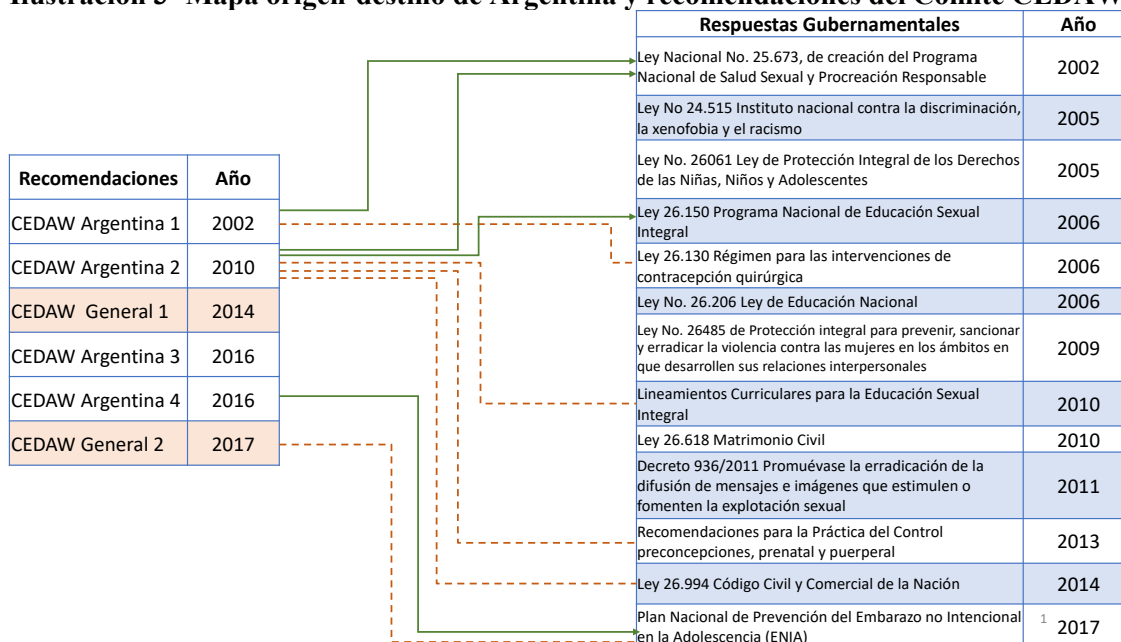 Ilustración 3 Mapa origen-destino de Argentina y recomendaciones del Comité CEDAW
Recomendaciones Año
CEDAW Argentina 1 2002
CEDAW Argentina 2 2010
CEDAW General 1 2014
CEDAW Argentina 3 2016
CEDAW Argentina 4 2016
CEDAW General 2 2017
Respuestas Gubernamentales Año
Ley Nacional No. 25.673, de creación del Programa
Nacional de Salud Sexual y Procreación Responsable
2002
Ley No 24.515 Instituto nacional contra la discriminación,
la xenofobia y el racismo
2005
Ley No. 26061 Ley de Protección Integral de los Derechos
de las Niñas, Niños y Adolescentes
2005
Ley 26.150 Programa Nacional de Educación Sexual
Integral
2006
Ley 26.130 Régimen para las intervenciones de
contracepción quirúrgica
2006
Ley No. 26.206 Ley de Educación Nacional 2006
Ley No. 26485 de Protección integral para prevenir, sancionar
y erradicar la violencia contra las mujeres en los ámbitos en
que desarrollen sus relaciones interpersonales
2009
Lineamientos Curriculares para la Educación Sexual
Integral
2010
Ley 26.618 Matrimonio Civil 2010
Decreto 936/2011 Promuévase la erradicación de la
difusión de mensajes e imágenes que estimulen o
fomenten la explotación sexual
2011
Recomendaciones para la Práctica del Control
preconcepciones, prenatal y puerperal
2013
Ley 26.994 Código Civil y Comercial de la Nación 2014
Plan Nacional de Prevención del Embarazo no Intencional
en la Adolescencia (ENIA)
1
2017